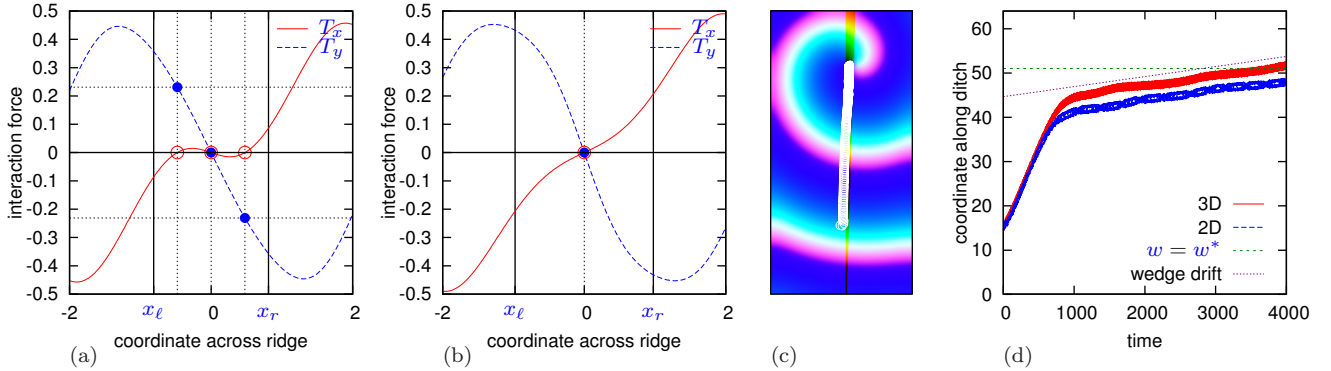 0.5
0.4
0.3
0.2
0.1
0
-0.1
-0.2
-0.3
-0.4
-0.5
interaction force
T_x
T_y
-2 x_ℓ 0 x_r 2
coordinate across ridge
(a)
0.5
0.4
0.3
0.2
0.1
0
-0.1
-0.2
-0.3
-0.4
-0.5
interaction force
T_x
T_y
-2 x_ℓ 0 x_r 2
coordinate across ridge
(b)
(c)
60
50
40
30
20
10
0
coordinate along ditch
3D
2D
w = w*
wedge drift
0 1000 2000 3000 4000
time
(d)